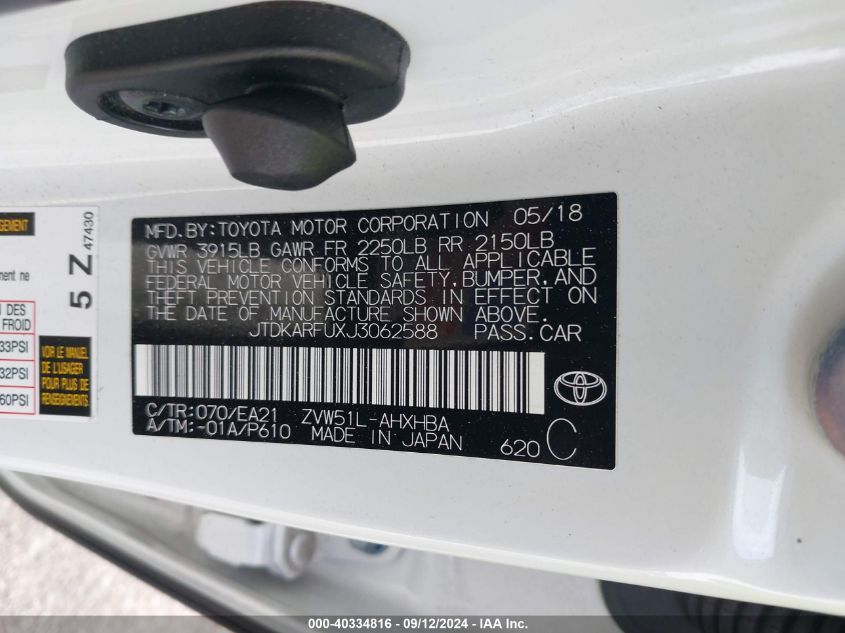 MFD.BY:TOYOTA MOTOR CORPORATION 05/18
GVWR 3915LB GAWR FR 2250LB RR 2150LB
THIS VEHICLE CONFORMS TO ALL APPLICABLE
FEDERAL MOTOR VEHICLE SAFETY,BUMPER,AND
THEFT PREVENTION STANDARDS IN EFFECT ON
THE DATE OF MANUFACTURE SHOWN ABOVE.
JTDKARFUXJ3062588 PASS.CAR
C/TR:070/EA21 ZVW51L-AHXHBA
A/TM:-01A/P610 MADE IN JAPAN
620 C
ment ne
DES
FROID
33PSI
32PSI
60PSI
VOIR LE MANUEL
DE L'USAGER
POUR PLUS DE
RENSEIGNEMENTS
5 Z
47430
000-40334816 - 09/12/2024 - IAA Inc.